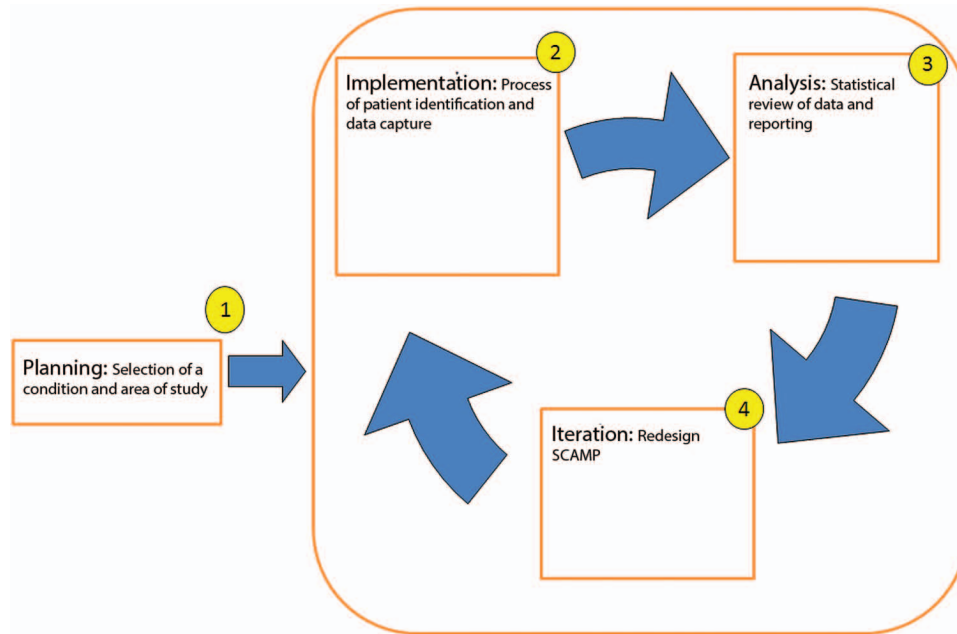 1
Planning: Selection of a
condition and area of study
2
Implementation: Process
of patient identification and
data capture
3
Analysis: Statistical
review of data and
reporting
4
Iteration: Redesign
SCAMP